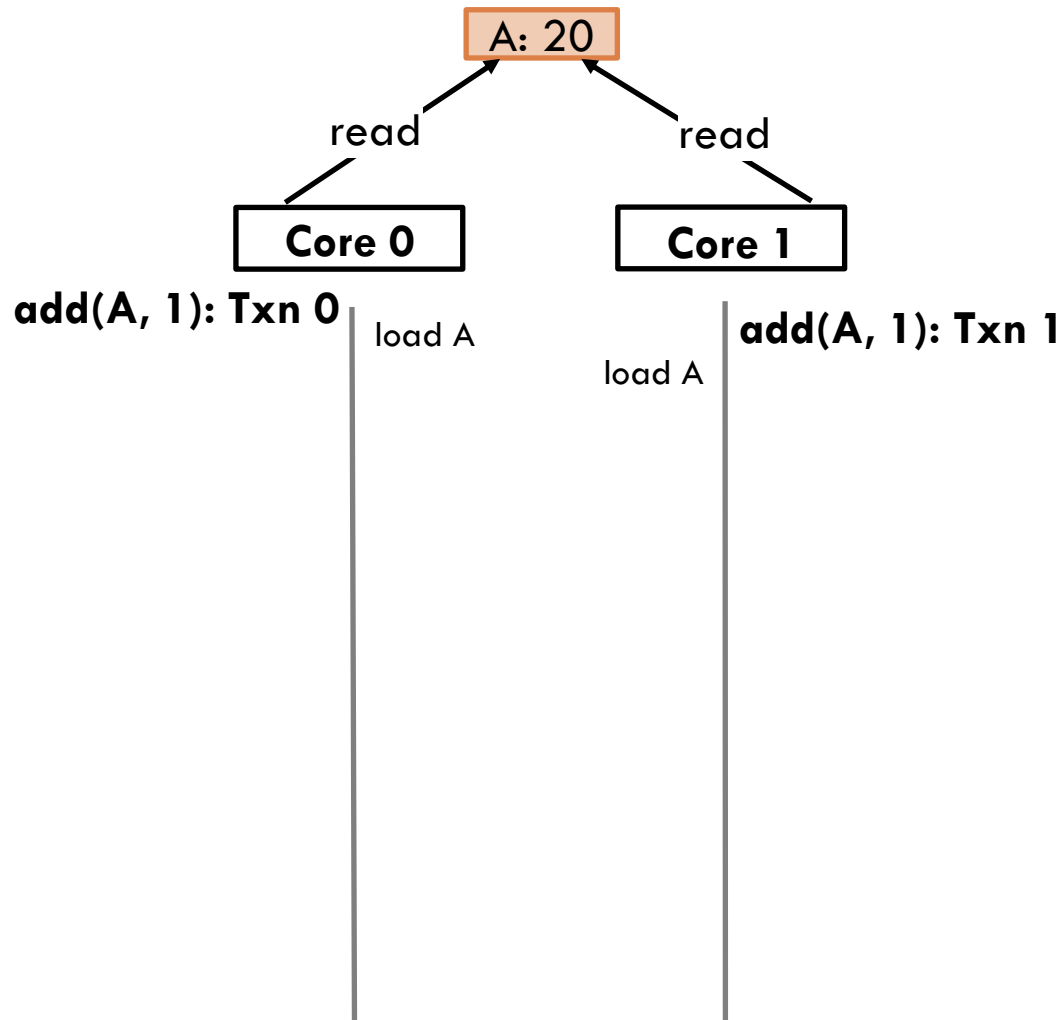 A: 20
read
read
Core 0
Core 1
add(A, 1): Txn 0
load A
add(A, 1): Txn 1
load A